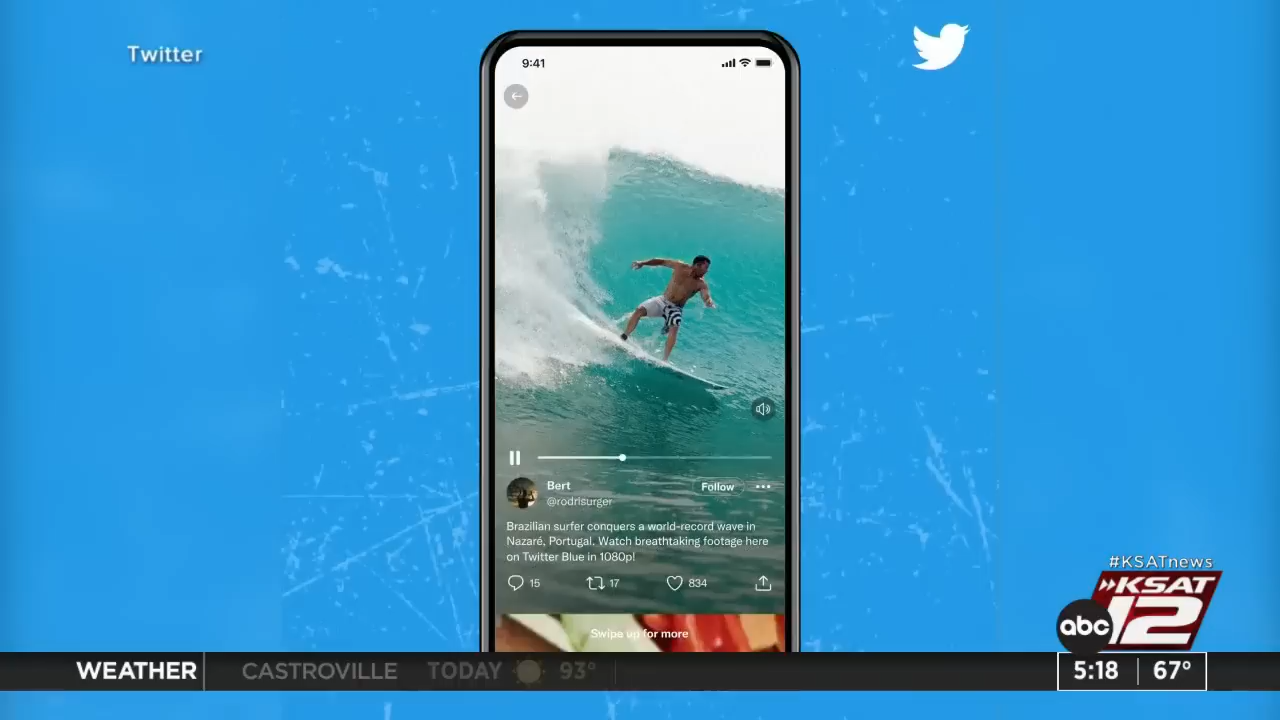 Twitter
9:41
Bert
@rodrisurger
Follow
Brazilian surfer conquers a world-record wave in
Nazaré, Portugal. Watch breathtaking footage here
on Twitter Blue in 1080p!
15
17
834
Swipe up for more
#KSATnews
KSAT
12
abc
WEATHER
CASTROVILLE TODAY 93°
5:18 67°